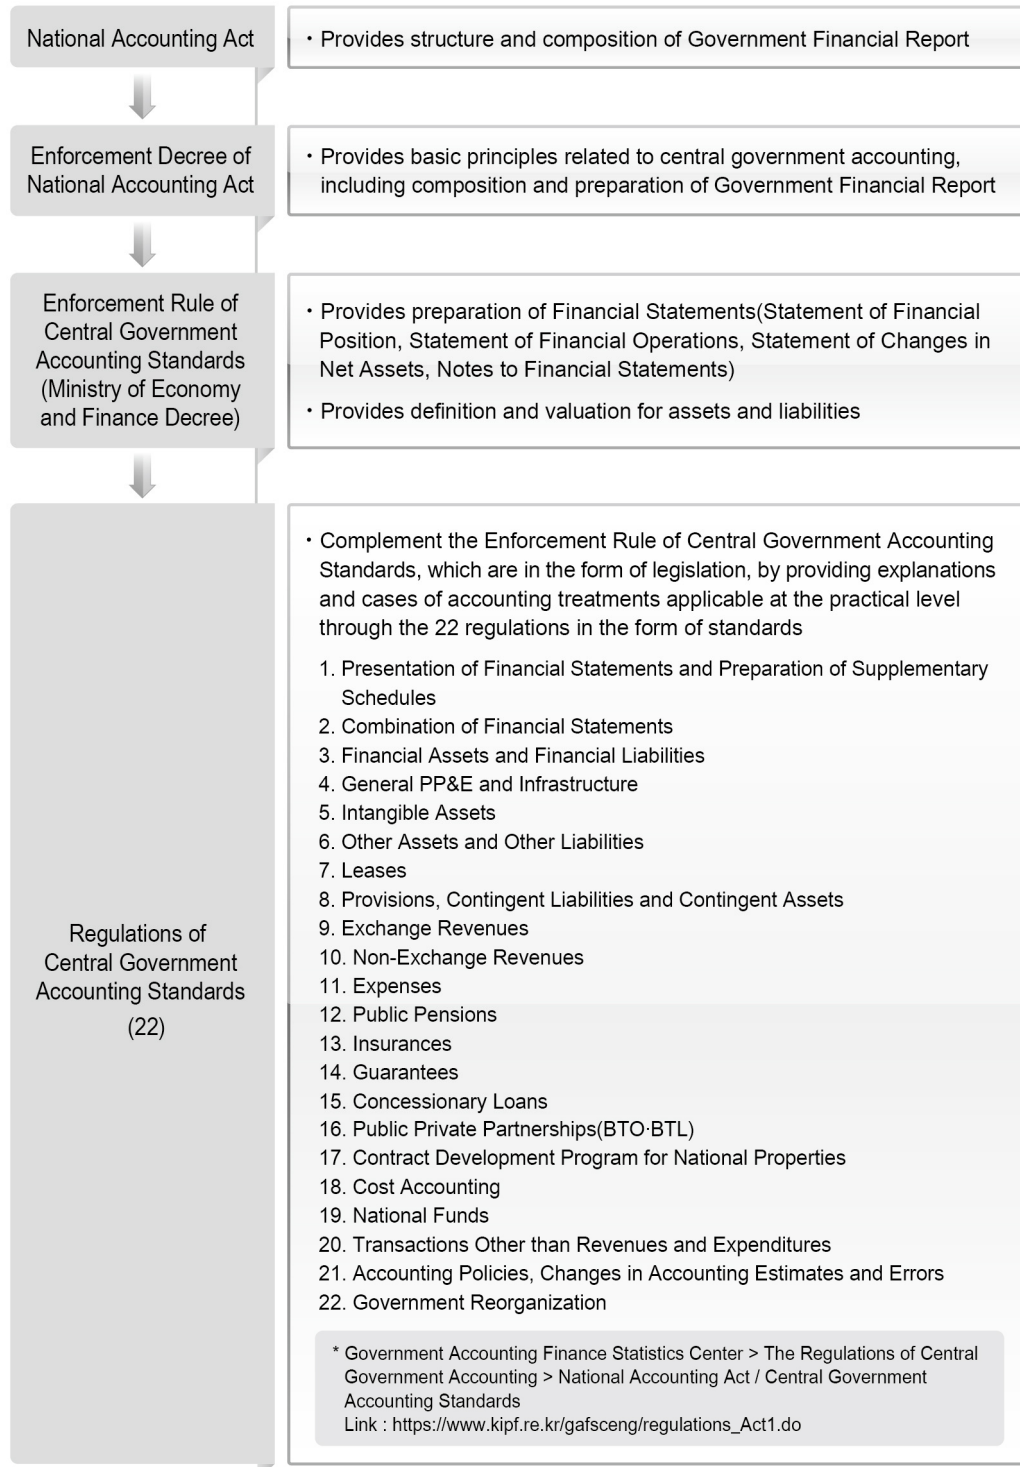 National Accounting Act
· Provides structure and composition of Government Financial Report
Enforcement Decree of
National Accounting Act
· Provides basic principles related to central government accounting,
including composition and preparation of Government Financial Report
Enforcement Rule of
Central Government
Accounting Standards
(Ministry of Economy
and Finance Decree)
· Provides preparation of Financial Statements(Statement of Financial
Position, Statement of Financial Operations, Statement of Changes in
Net Assets, Notes to Financial Statements)
· Provides definition and valuation for assets and liabilities
Regulations of
Central Government
Accounting Standards
(22)
· Complement the Enforcement Rule of Central Government Accounting
Standards, which are in the form of legislation, by providing explanations
and cases of accounting treatments applicable at the practical level
through the 22 regulations in the form of standards
1. Presentation of Financial Statements and Preparation of Supplementary
Schedules
2. Combination of Financial Statements
3. Financial Assets and Financial Liabilities
4. General PP&E and Infrastructure
5. Intangible Assets
6. Other Assets and Other Liabilities
7. Leases
8. Provisions, Contingent Liabilities and Contingent Assets
9. Exchange Revenues
10. Non-Exchange Revenues
11. Expenses
12. Public Pensions
13. Insurances
14. Guarantees
15. Concessionary Loans
16. Public Private Partnerships(BTO·BTL)
17. Contract Development Program for National Properties
18. Cost Accounting
19. National Funds
20. Transactions Other than Revenues and Expenditures
21. Accounting Policies, Changes in Accounting Estimates and Errors
22. Government Reorganization
* Government Accounting Finance Statistics Center > The Regulations of Central
Government Accounting > National Accounting Act / Central Government
Accounting Standards
Link : https://www.kipf.re.kr/gafsceng/regulations_Act1.do